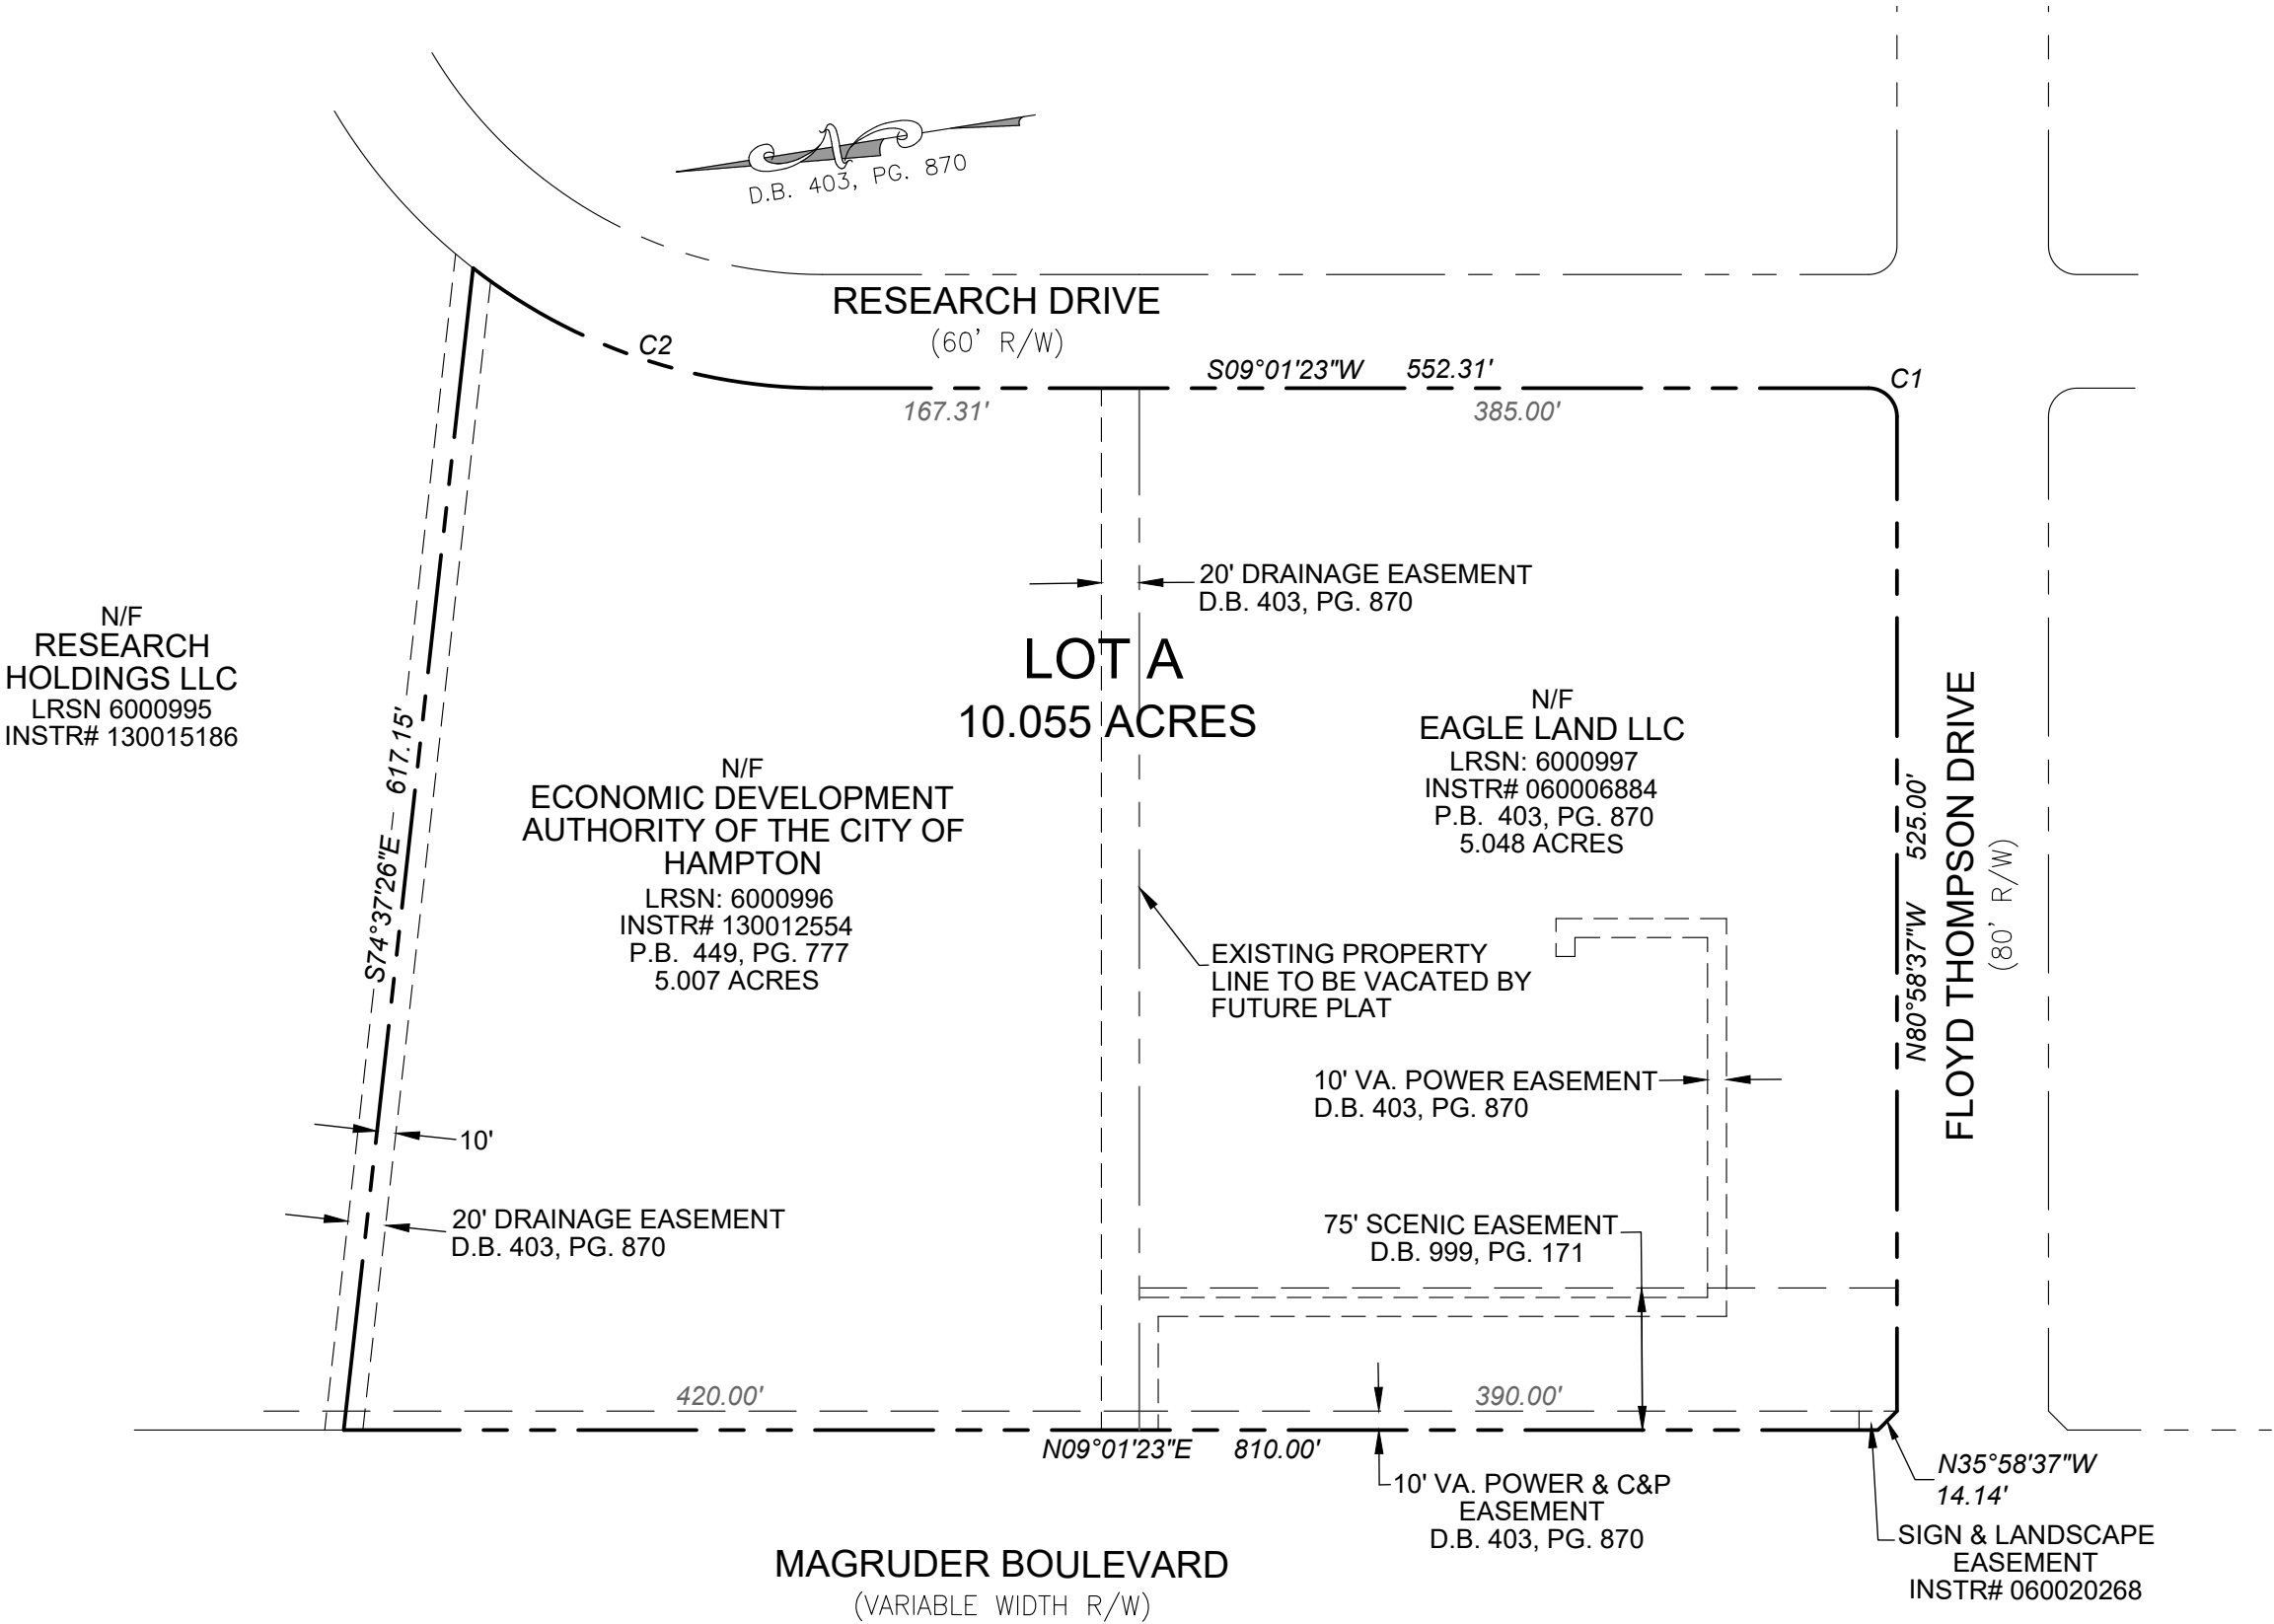 N
D.B. 403, PG. 870
RESEARCH DRIVE
(60' R/W)
C2
S09°01'23"W 552.31'
C1
167.31'
385.00'
20' DRAINAGE EASEMENT
D.B. 403, PG. 870
N/F
RESEARCH
HOLDINGS LLC
LRSN 6000995
INSTR# 130015186
LOT A
10.055 ACRES
N/F
EAGLE LAND LLC
LRSN: 6000997
INSTR# 060006884
P.B. 403, PG. 870
5.048 ACRES
S74°37'26"E 617.15'
N/F
ECONOMIC DEVELOPMENT
AUTHORITY OF THE CITY OF
HAMPTON
LRSN: 6000996
INSTR# 130012554
P.B. 449, PG. 777
5.007 ACRES
N80°58'37"W 525.00'
FLOYD THOMPSON DRIVE
(80' R/W)
EXISTING PROPERTY
LINE TO BE VACATED BY
FUTURE PLAT
10' VA. POWER EASEMENT
D.B. 403, PG. 870
10'
20' DRAINAGE EASEMENT
D.B. 403, PG. 870
75' SCENIC EASEMENT
D.B. 999, PG. 171
420.00'
390.00'
N09°01'23"E 810.00'
10' VA. POWER & C&P
EASEMENT
D.B. 403, PG. 870
N35°58'37"W
14.14'
SIGN & LANDSCAPE
EASEMENT
INSTR# 060020268
MAGRUDER BOULEVARD
(VARIABLE WIDTH R/W)